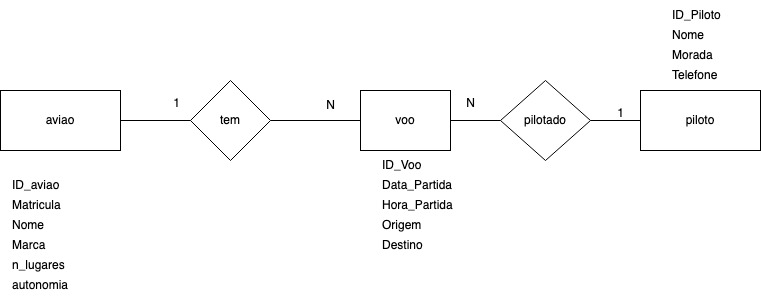 ID_Piloto
Nome
Morada
Telefone
1
N
N
1
aviao
tem
voo
pilotado
piloto
ID_Voo
Data_Partida
Hora_Partida
Origem
Destino
ID_aviao
Matricula
Nome
Marca
n_lugares
autonomia